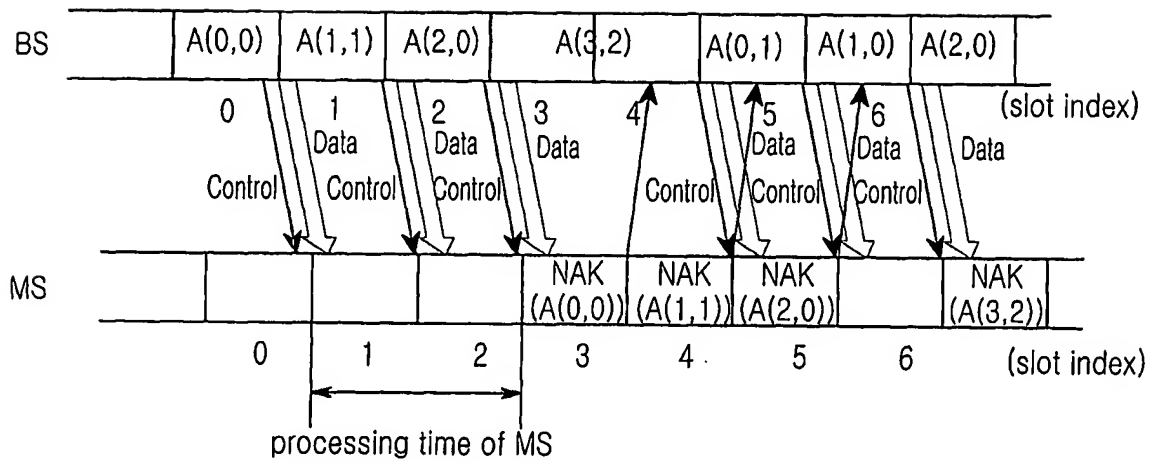 BS A(0,0) A(1,1) A(2,0) A(3,2) A(0,1) A(1,0) A(2,0)
0 1 2 3 4 5 6 (slot index)
Data Data Data Data Data Data
Control Control Control Control Control Control
MS NAK (A(0,0)) NAK (A(1,1)) NAK (A(2,0)) NAK (A(3,2))
0 1 2 3 4 5 6 (slot index)
processing time of MS